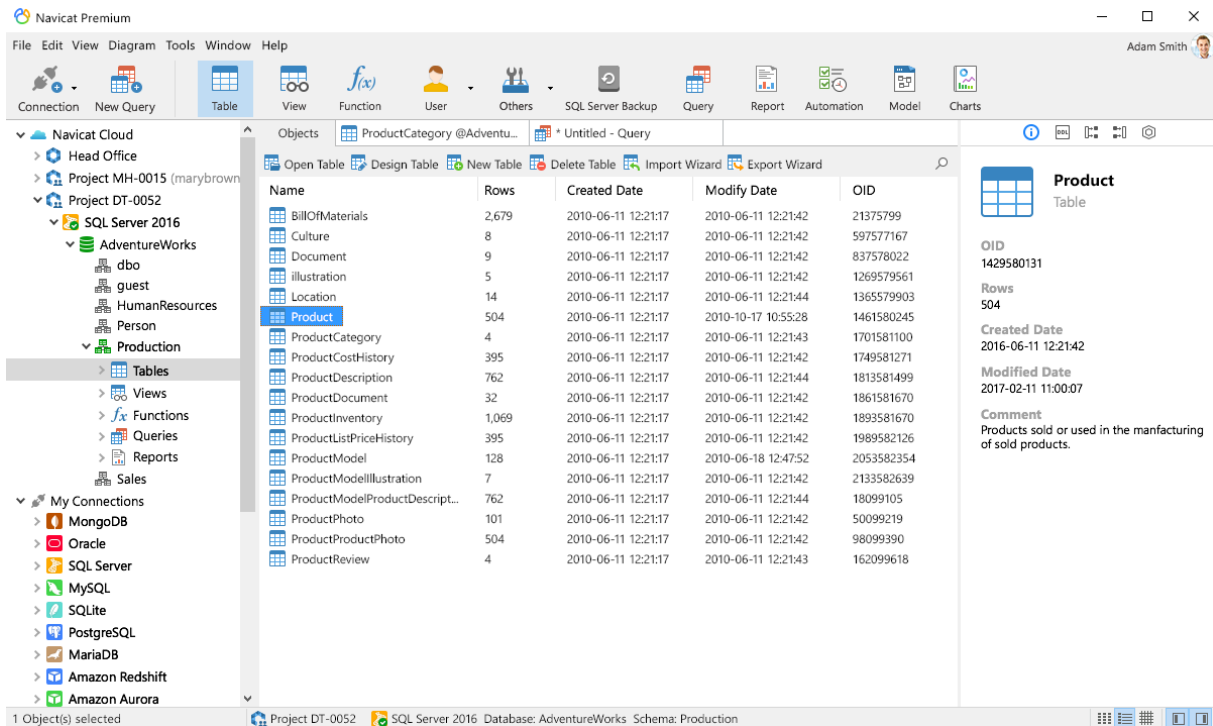 Navicat Premium
File Edit View Diagram Tools Window Help
Adam Smith
Connection New Query Table View Function User Others SQL Server Backup Query Report Automation Model Charts
Navicat Cloud
Head Office
Project MH-0015 (marybrown
Project DT-0052
SQL Server 2016
AdventureWorks
dbo
guest
HumanResources
Person
Production
Tables
Views
Functions
Queries
Reports
Sales
My Connections
MongoDB
Oracle
SQL Server
MySQL
SQLite
PostgreSQL
MariaDB
Amazon Redshift
Amazon Aurora
Objects ProductCategory @Adventu... * Untitled - Query
Open Table Design Table New Table Delete Table Import Wizard Export Wizard
Name Rows Created Date Modify Date OID
BillOfMaterials 2,679 2010-06-11 12:21:17 2010-06-11 12:21:42 21375799
Culture 8 2010-06-11 12:21:17 2010-06-11 12:21:42 597577167
Document 9 2010-06-11 12:21:17 2010-06-11 12:21:42 837578022
illustration 5 2010-06-11 12:21:17 2010-06-11 12:21:42 1269579561
Location 14 2010-06-11 12:21:17 2010-06-11 12:21:44 1365579903
Product 504 2010-06-11 12:21:17 2010-10-17 10:55:28 1461580245
ProductCategory 4 2010-06-11 12:21:17 2010-06-11 12:21:43 1701581100
ProductCostHistory 395 2010-06-11 12:21:17 2010-06-11 12:21:42 1749581271
ProductDescription 762 2010-06-11 12:21:17 2010-06-11 12:21:44 1813581499
ProductDocument 32 2010-06-11 12:21:17 2010-06-11 12:21:42 1861581670
ProductInventory 1,069 2010-06-11 12:21:17 2010-06-11 12:21:42 1893581670
ProductListPriceHistory 395 2010-06-11 12:21:17 2010-06-11 12:21:42 1989582126
ProductModel 128 2010-06-11 12:21:17 2010-06-18 12:47:52 2053582354
ProductModelIllustration 7 2010-06-11 12:21:17 2010-06-11 12:21:42 2133582639
ProductModelProductDescript... 762 2010-06-11 12:21:17 2010-06-11 12:21:44 18099105
ProductPhoto 101 2010-06-11 12:21:17 2010-06-11 12:21:42 50099219
ProductProductPhoto 504 2010-06-11 12:21:17 2010-06-11 12:21:42 98099390
ProductReview 4 2010-06-11 12:21:17 2010-06-11 12:21:43 162099618
DDL
Product
Table
OID
1429580131
Rows
504
Created Date
2016-06-11 12:21:42
Modified Date
2017-02-11 11:00:07
Comment
Products sold or used in the manfacturing
of sold products.
1 Object(s) selected Project DT-0052 SQL Server 2016 Database: AdventureWorks Schema: Production